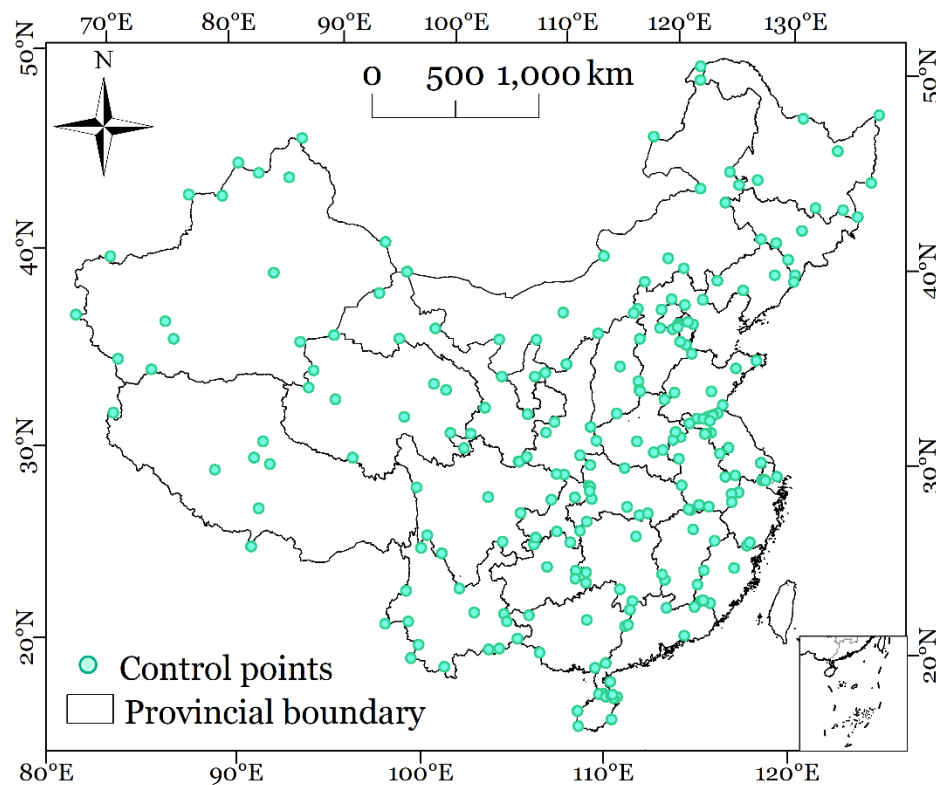 70°E 80°E 90°E 100°E 110°E 120°E 130°E
50°N
50°N
N
0 500 1,000 km
40°N
40°N
30°N
30°N
20°N
20°N
Control points
Provincial boundary
80°E 90°E 100°E 110°E 120°E